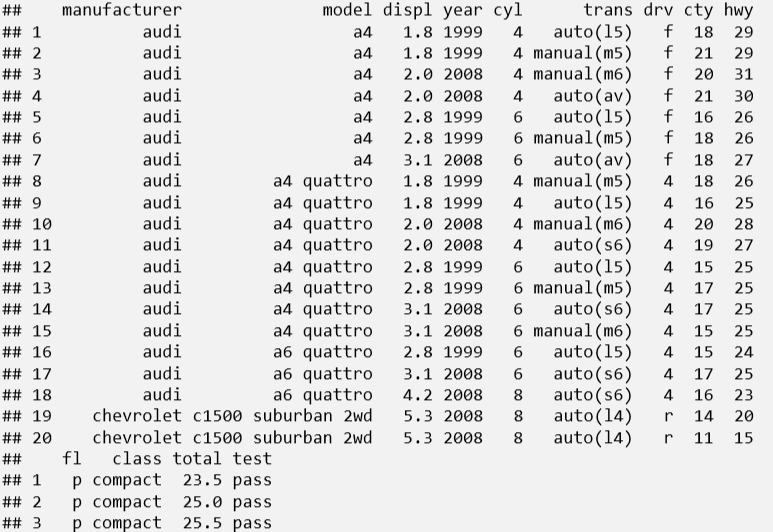 ##    manufacturer              model displ year cyl      trans drv cty hwy
## 1          audi                 a4   1.8 1999   4   auto(l5)   f  18  29
## 2          audi                 a4   1.8 1999   4 manual(m5)   f  21  29
## 3          audi                 a4   2.0 2008   4 manual(m6)   f  20  31
## 4          audi                 a4   2.0 2008   4   auto(av)   f  21  30
## 5          audi                 a4   2.8 1999   6   auto(l5)   f  16  26
## 6          audi                 a4   2.8 1999   6 manual(m5)   f  18  26
## 7          audi                 a4   3.1 2008   6   auto(av)   f  18  27
## 8          audi         a4 quattro   1.8 1999   4 manual(m5)   4  18  26
## 9          audi         a4 quattro   1.8 1999   4   auto(l5)   4  16  25
## 10         audi         a4 quattro   2.0 2008   4 manual(m6)   4  20  28
## 11         audi         a4 quattro   2.0 2008   4   auto(s6)   4  19  27
## 12         audi         a4 quattro   2.8 1999   6   auto(l5)   4  15  25
## 13         audi         a4 quattro   2.8 1999   6 manual(m5)   4  17  25
## 14         audi         a4 quattro   3.1 2008   6   auto(s6)   4  17  25
## 15         audi         a4 quattro   3.1 2008   6 manual(m6)   4  15  25
## 16         audi         a6 quattro   2.8 1999   6   auto(l5)   4  15  24
## 17         audi         a6 quattro   3.1 2008   6   auto(s6)   4  17  25
## 18         audi         a6 quattro   4.2 2008   8   auto(s6)   4  16  23
## 19    chevrolet c1500 suburban 2wd   5.3 2008   8   auto(l4)   r  14  20
## 20    chevrolet c1500 suburban 2wd   5.3 2008   8   auto(l4)   r  11  15
##    fl   class total test
## 1   p compact  23.5 pass
## 2   p compact  25.0 pass
## 3   p compact  25.5 pass